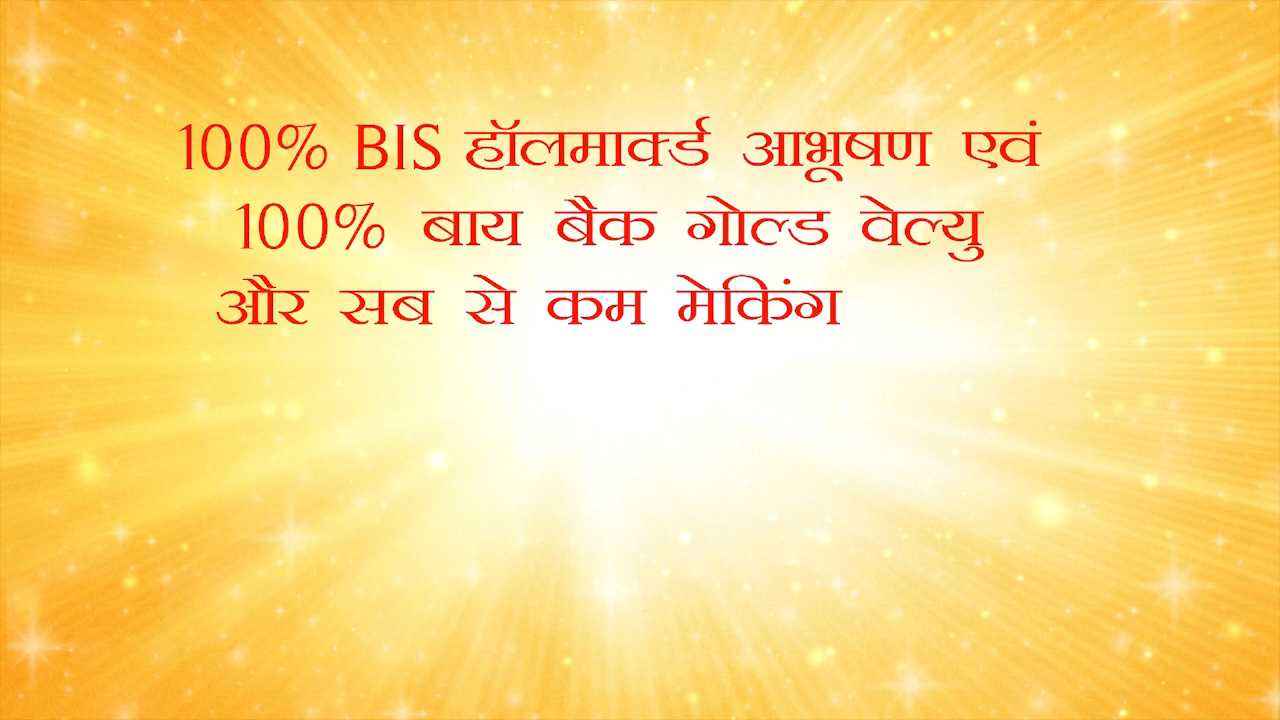 100% BIS हॉलमार्क्ड आभूषण एवं
100% बाय बैक गोल्ड वेल्यु
और सब से कम मेकिंग